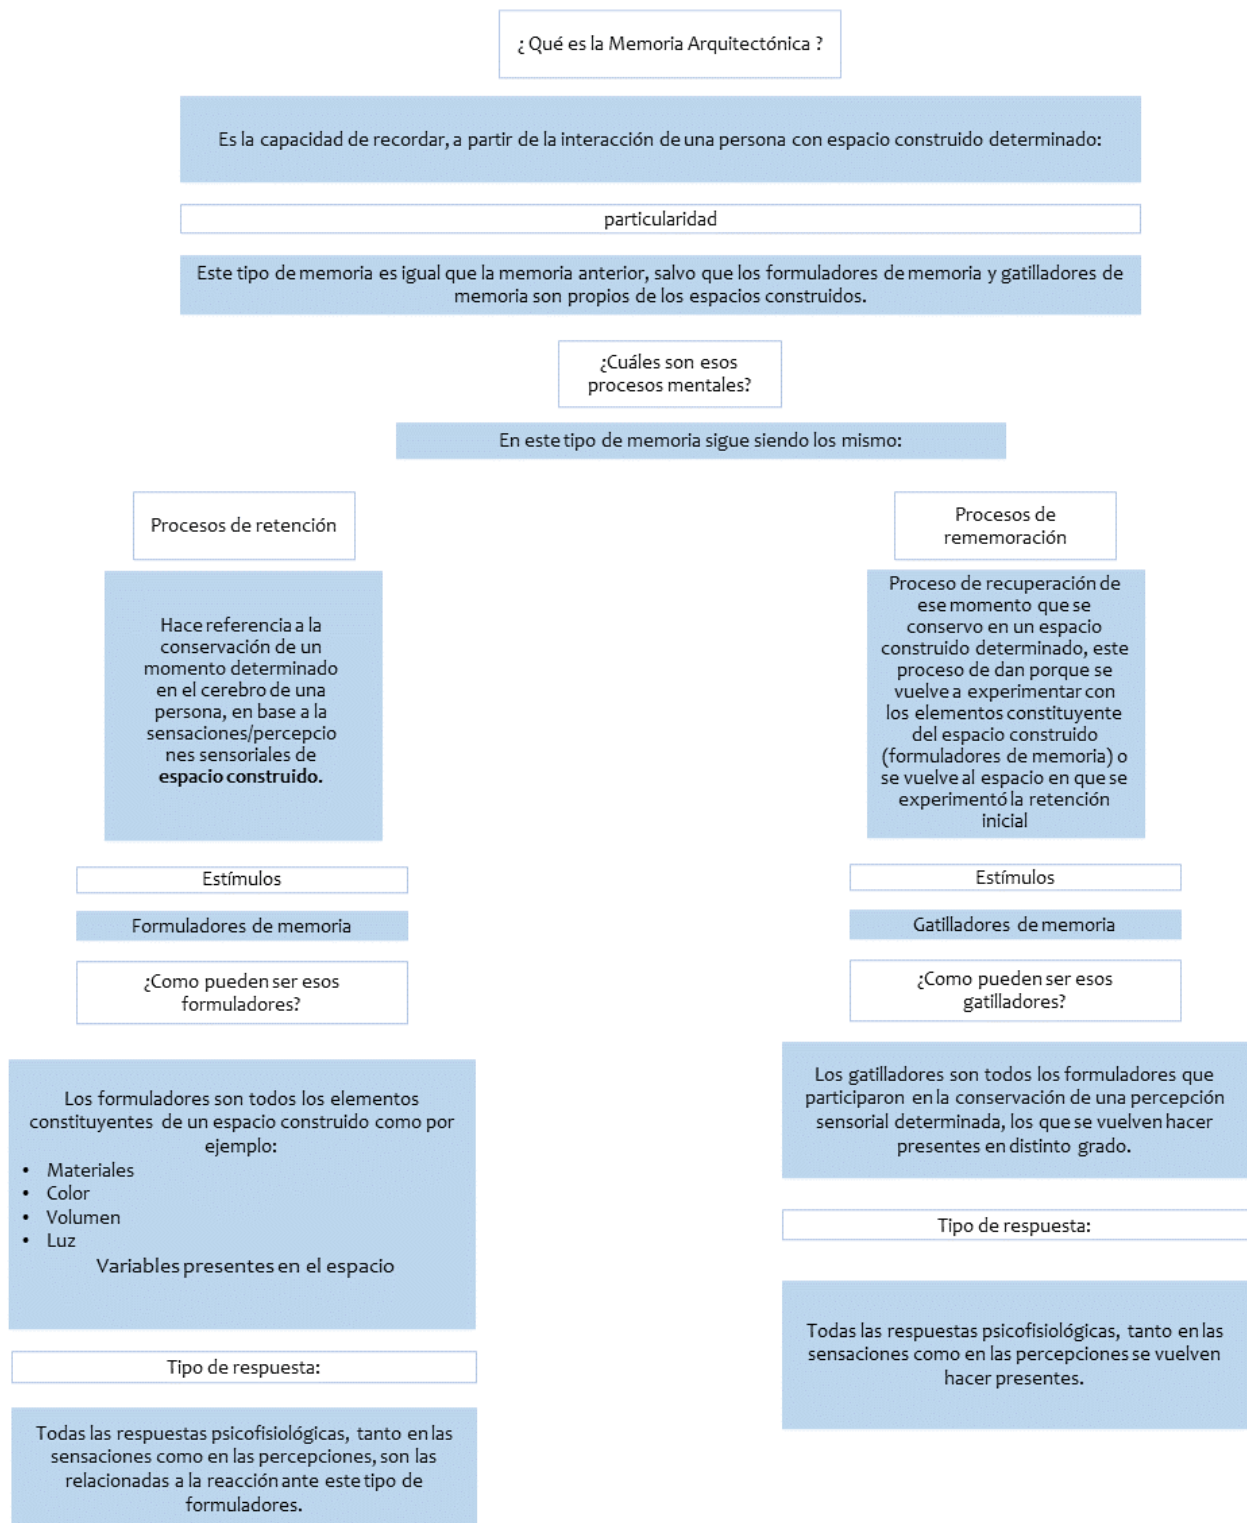 ¿ Qué es la Memoria Arquitectónica ?
Es la capacidad de recordar, a partir de la interacción de una persona con espacio construido determinado:
particularidad
Este tipo de memoria es igual que la memoria anterior, salvo que los formuladores de memoria y gatilladores de
memoria son propios de los espacios construidos.
¿Cuáles son esos
procesos mentales?
En este tipo de memoria sigue siendo los mismo:
Procesos de retención
Hace referencia a la
conservación de un
momento determinado
en el cerebro de una
persona, en base a la
sensaciones/percepcio
nes sensoriales de
espacio construido.
Estímulos
Formuladores de memoria
¿Como pueden ser esos
formuladores?
Los formuladores son todos los elementos
constituyentes de un espacio construido como por
ejemplo:
• Materiales
• Color
• Volumen
• Luz
Variables presentes en el espacio
Tipo de respuesta:
Todas las respuestas psicofisiológicas, tanto en las
sensaciones como en las percepciones, son las
relacionadas a la reacción ante este tipo de
formuladores.
Procesos de
rememoración
Proceso de recuperación de
ese momento que se
conservo en un espacio
construido determinado, este
proceso de dan porque se
vuelve a experimentar con
los elementos constituyente
del espacio construido
(formuladores de memoria) o
se vuelve al espacio en que se
experimentó la retención
inicial
Estímulos
Gatilladores de memoria
¿Como pueden ser esos
gatilladores?
Los gatilladores son todos los formuladores que
participaron en la conservación de una percepción
sensorial determinada, los que se vuelven hacer
presentes en distinto grado.
Tipo de respuesta:
Todas las respuestas psicofisiológicas, tanto en las
sensaciones como en las percepciones se vuelven
hacer presentes.